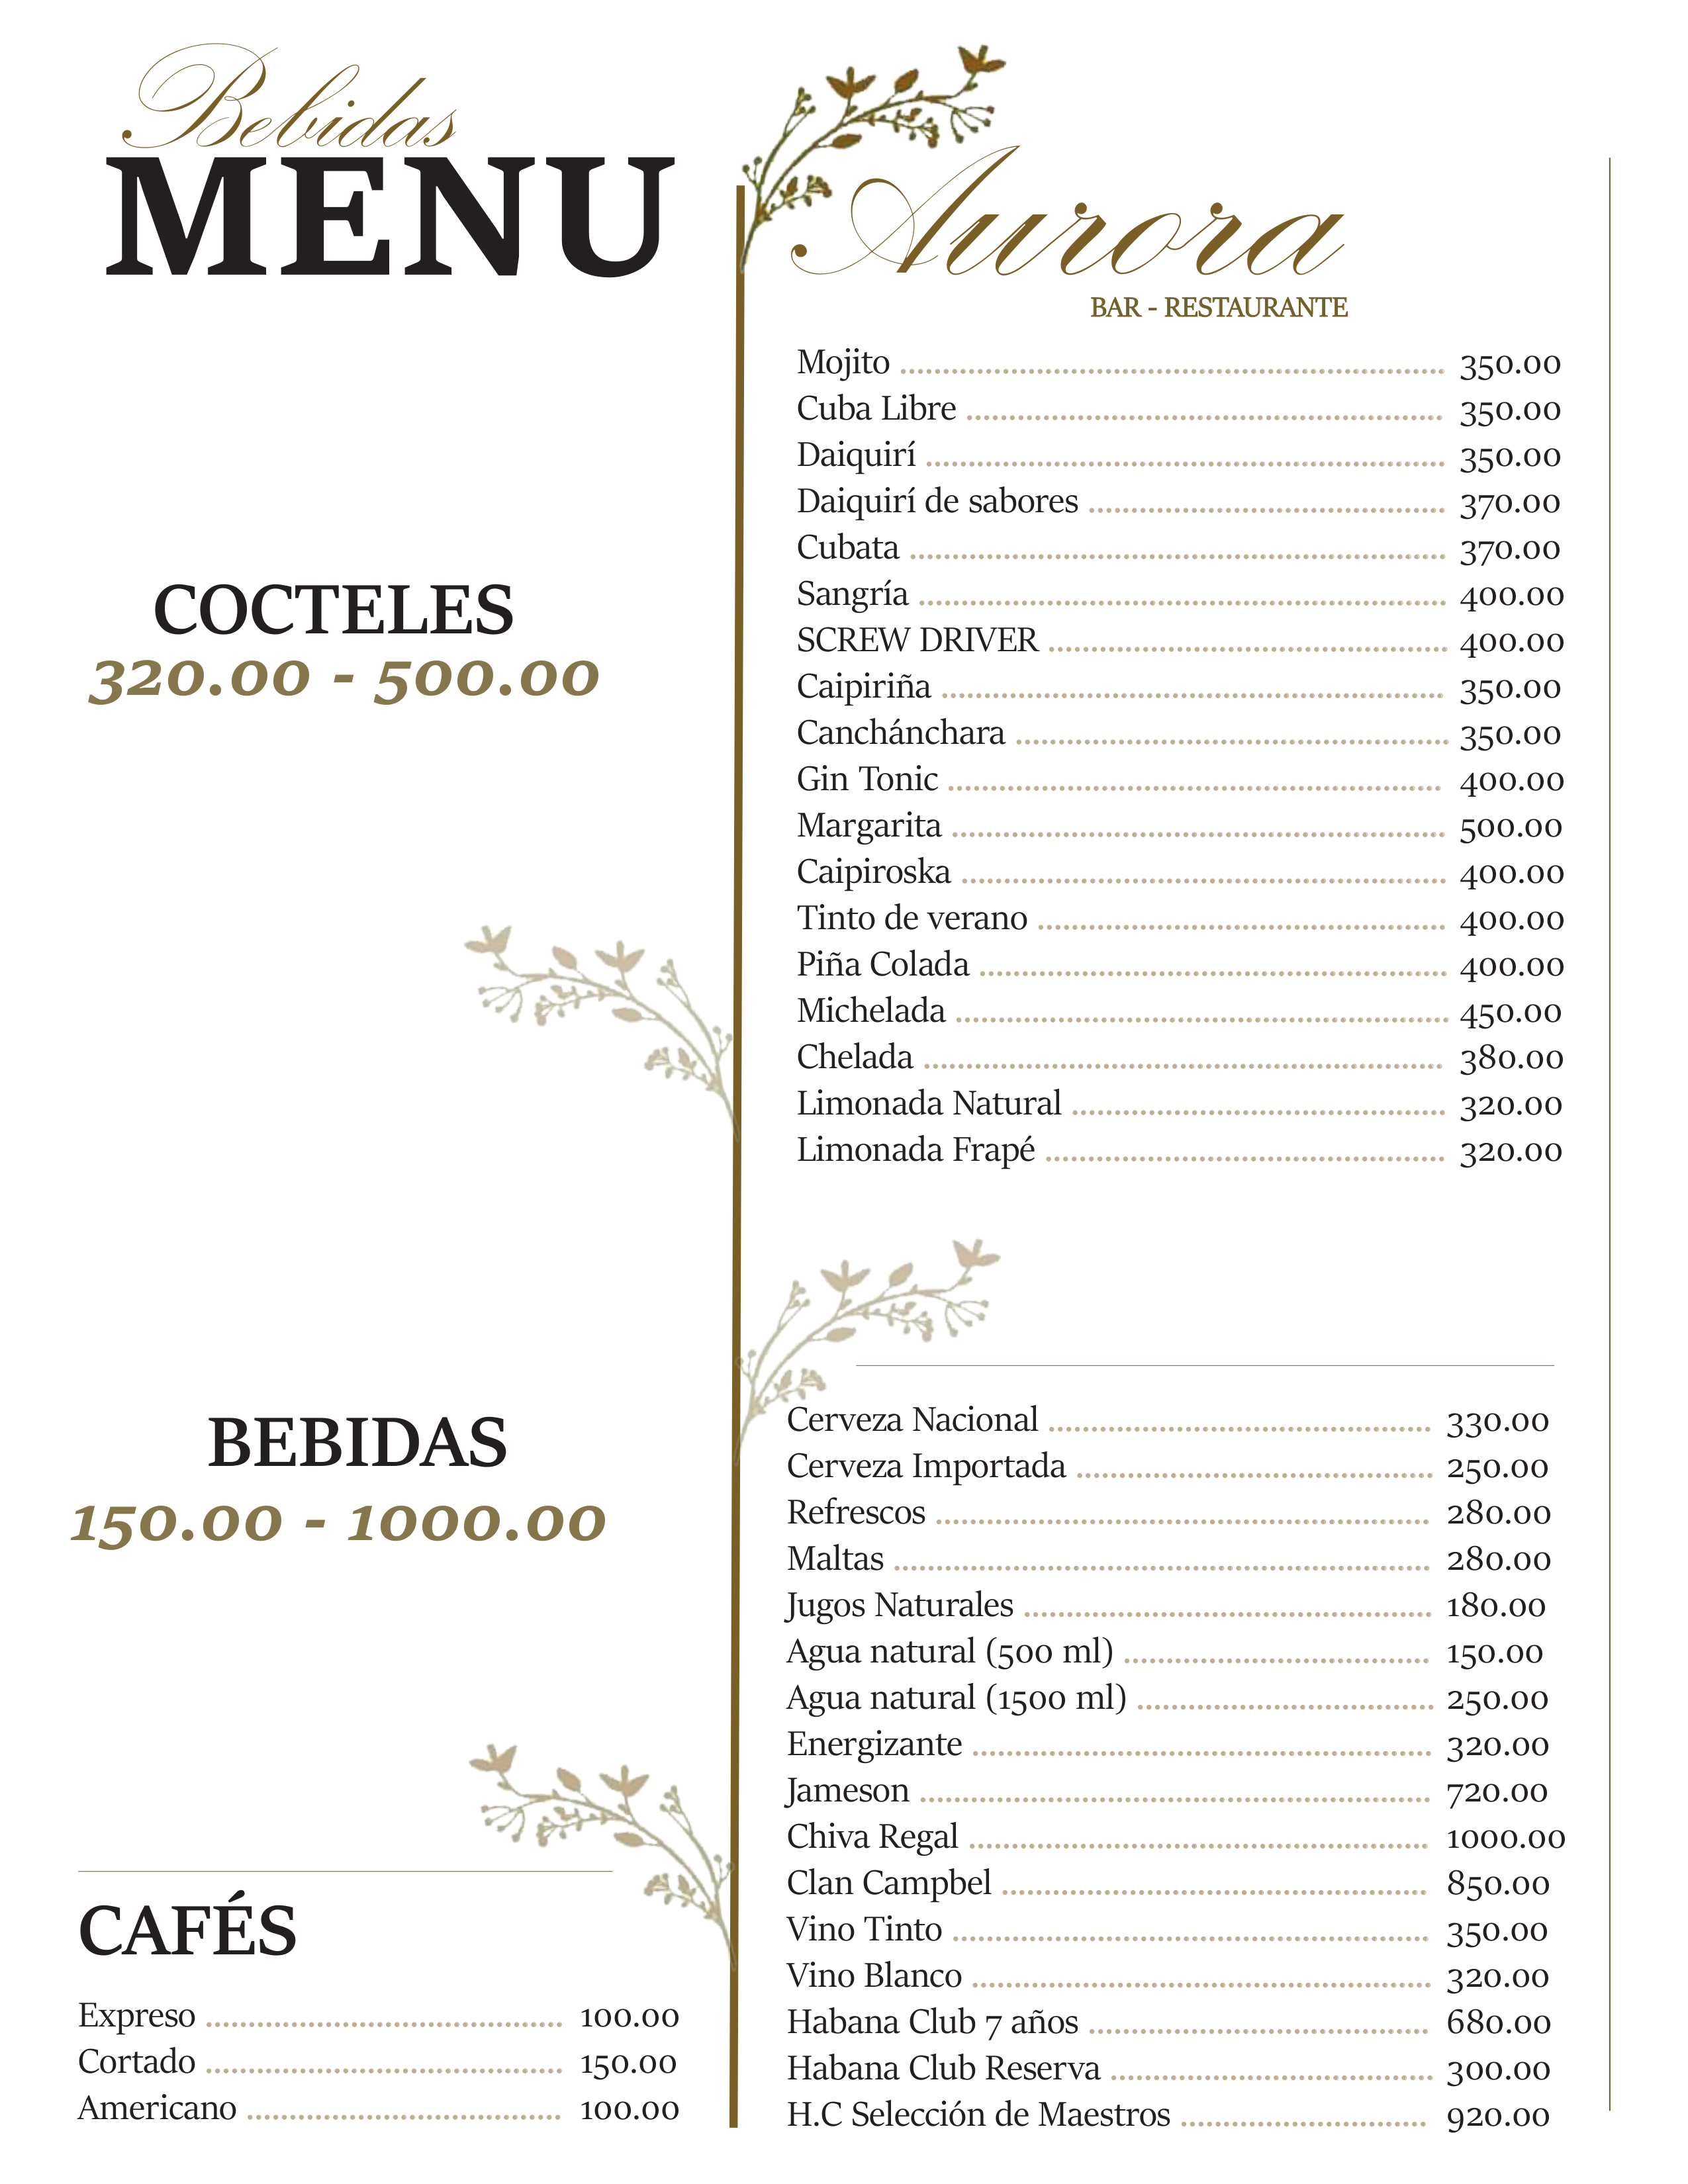 Bebidas
MENU
Aurora
BAR - RESTAURANTE
COCTELES
320.00 - 500.00
Mojito ........ 350.00
Cuba Libre ........ 350.00
Daiquirí ........ 350.00
Daiquirí de sabores ........ 370.00
Cubata ........ 370.00
Sangría ........ 400.00
SCREW DRIVER ........ 400.00
Caipiriña ........ 350.00
Canchánchara ........ 350.00
Gin Tonic ........ 400.00
Margarita ........ 500.00
Caipiroska ........ 400.00
Tinto de verano ........ 400.00
Piña Colada ........ 400.00
Michelada ........ 450.00
Chelada ........ 380.00
Limonada Natural ........ 320.00
Limonada Frapé ........ 320.00
BEBIDAS
150.00 - 1000.00
Cerveza Nacional ........ 330.00
Cerveza Importada ........ 250.00
Refrescos ........ 280.00
Maltas ........ 280.00
Jugos Naturales ........ 180.00
Agua natural (500 ml) ........ 150.00
Agua natural (1500 ml) ........ 250.00
Energizante ........ 320.00
Jameson ........ 720.00
Chiva Regal ........ 1000.00
Clan Campbel ........ 850.00
Vino Tinto ........ 350.00
Vino Blanco ........ 320.00
Habana Club 7 años ........ 680.00
Habana Club Reserva ........ 300.00
H.C Selección de Maestros ........ 920.00
CAFÉS
Expreso ........ 100.00
Cortado ........ 150.00
Americano ........ 100.00